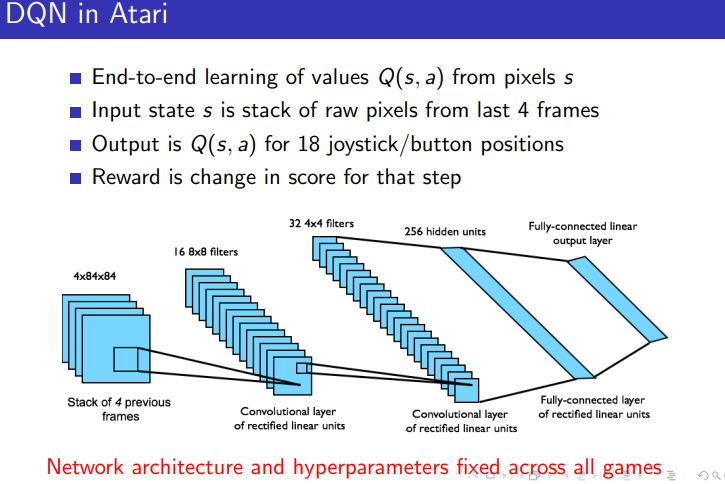 DQN in Atari
End-to-end learning of values Q(s, a) from pixels s
Input state s is stack of raw pixels from last 4 frames
Output is Q(s, a) for 18 joystick/button positions
Reward is change in score for that step
32 4x4 filters
256 hidden units
Fully-connected linear
output layer
16 8x8 filters
4x84x84
Stack of 4 previous
frames
Convolutional layer
of rectified linear units
Convolutional layer
of rectified linear units
Fully-connected layer
of rectified linear units
Network architecture and hyperparameters fixed across all games